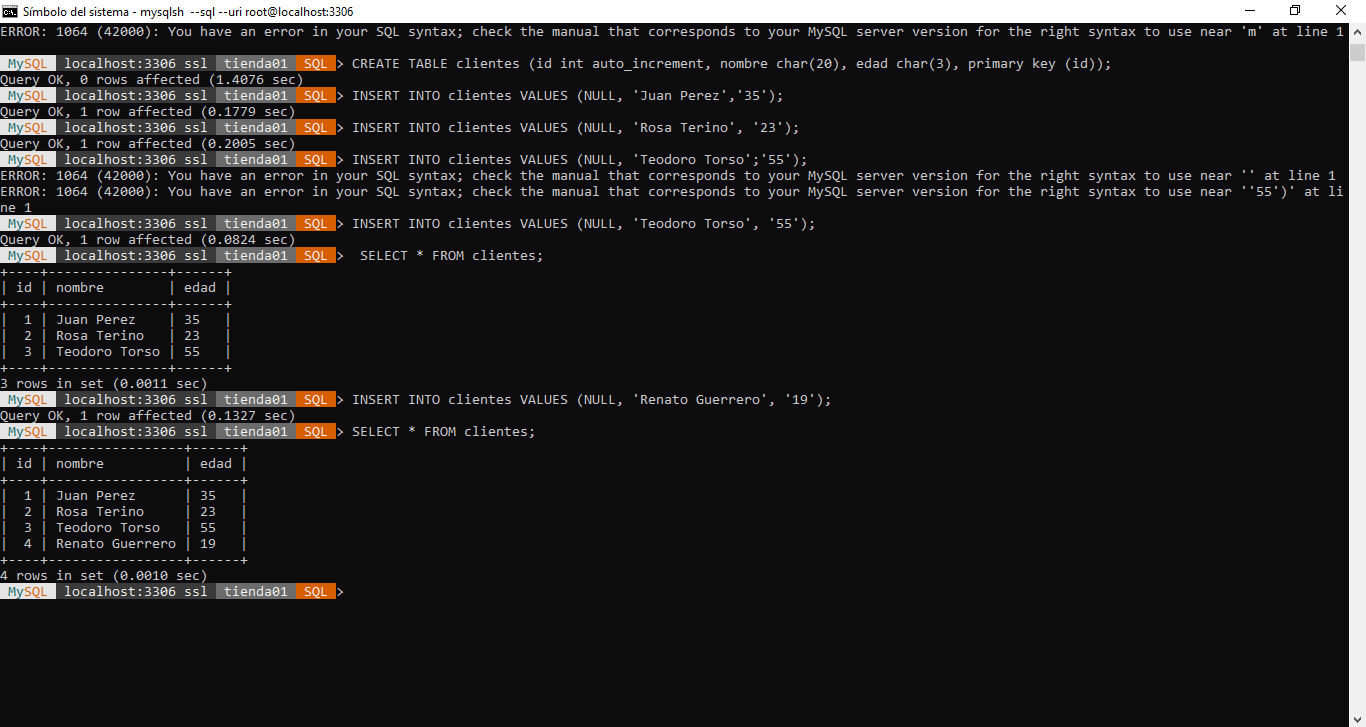 Símbolo del sistema - mysqlsh --sql --uri root@localhost:3306
ERROR: 1064 (42000): You have an error in your SQL syntax; check the manual that corresponds to your MySQL server version for the right syntax to use near 'm' at line 1
MySQL localhost:3306 ssl tienda01 SQL > CREATE TABLE clientes (id int auto_increment, nombre char(20), edad char(3), primary key (id));
Query OK, 0 rows affected (1.4076 sec)
MySQL localhost:3306 ssl tienda01 SQL > INSERT INTO clientes VALUES (NULL, 'Juan Perez','35');
Query OK, 1 row affected (0.1779 sec)
MySQL localhost:3306 ssl tienda01 SQL > INSERT INTO clientes VALUES (NULL, 'Rosa Terino', '23');
Query OK, 1 row affected (0.2005 sec)
MySQL localhost:3306 ssl tienda01 SQL > INSERT INTO clientes VALUES (NULL, 'Teodoro Torso';'55');
ERROR: 1064 (42000): You have an error in your SQL syntax; check the manual that corresponds to your MySQL server version for the right syntax to use near '' at line 1
ERROR: 1064 (42000): You have an error in your SQL syntax; check the manual that corresponds to your MySQL server version for the right syntax to use near ''55')' at li
ne 1
MySQL localhost:3306 ssl tienda01 SQL > INSERT INTO clientes VALUES (NULL, 'Teodoro Torso', '55');
Query OK, 1 row affected (0.0824 sec)
MySQL localhost:3306 ssl tienda01 SQL >  SELECT * FROM clientes;
+----+---------------+------+
| id | nombre        | edad |
+----+---------------+------+
|  1 | Juan Perez    | 35   |
|  2 | Rosa Terino   | 23   |
|  3 | Teodoro Torso | 55   |
+----+---------------+------+
3 rows in set (0.0011 sec)
MySQL localhost:3306 ssl tienda01 SQL > INSERT INTO clientes VALUES (NULL, 'Renato Guerrero', '19');
Query OK, 1 row affected (0.1327 sec)
MySQL localhost:3306 ssl tienda01 SQL > SELECT * FROM clientes;
+----+-----------------+------+
| id | nombre          | edad |
+----+-----------------+------+
|  1 | Juan Perez      | 35   |
|  2 | Rosa Terino     | 23   |
|  3 | Teodoro Torso   | 55   |
|  4 | Renato Guerrero | 19   |
+----+-----------------+------+
4 rows in set (0.0010 sec)
MySQL localhost:3306 ssl tienda01 SQL >